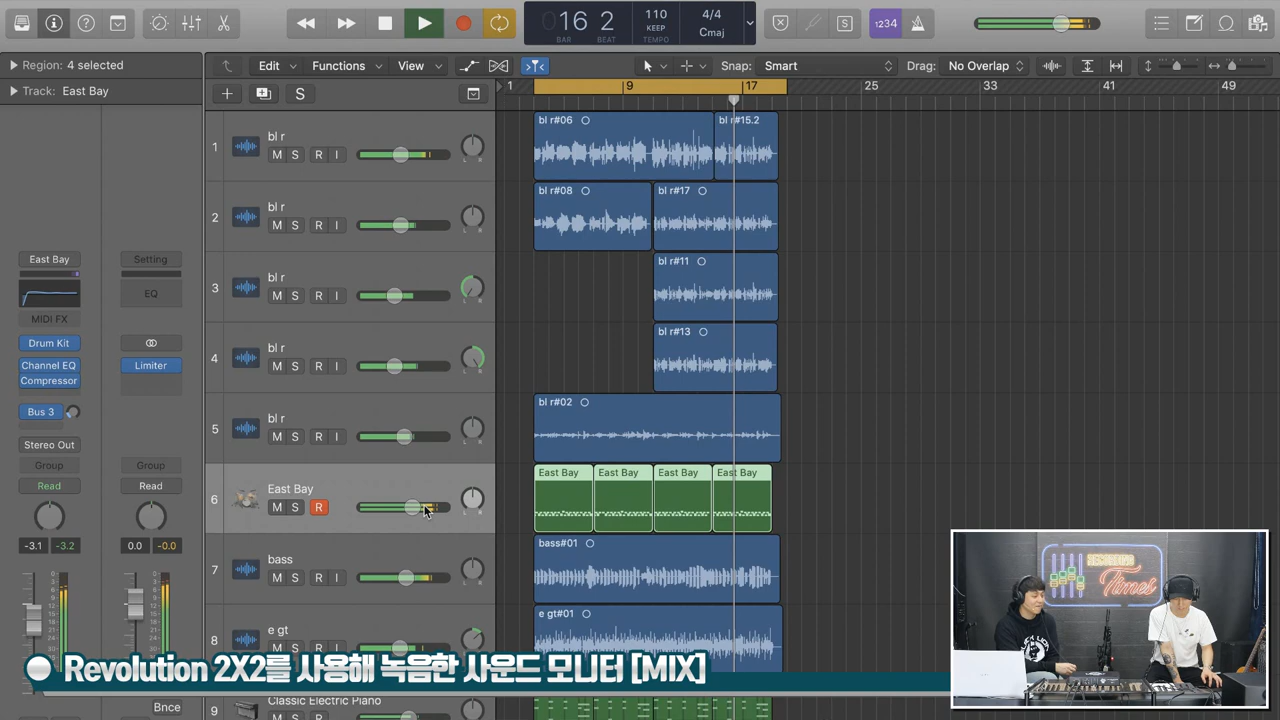 16 2
BAR BEAT
110
KEEP
TEMPO
4/4
Cmaj
S
1234
Region: 4 selected
Edit Functions View
Snap: Smart
Drag: No Overlap
Track: East Bay
S
1 9 17 25 33 41 49
1
bl r
M S R I
L R
bl r#06
bl r#15.2
2
bl r
M S R I
bl r#08
bl r#17
3
bl r
M S R I
bl r#11
4
bl r
M S R I
bl r#13
5
bl r
M S R I
bl r#02
6
East Bay
M S R
East Bay East Bay East Bay East Bay
7
bass
M S R I
bass#01
8
e gt
e gt#01
9
Classic Electric
East Bay
MIDI FX
Drum Kit
Channel EQ
Compressor
Bus 3
Stereo Out
Group
Read
-3.1 -3.2
Setting
EQ
Limiter
Group
Read
0.0 -0.0
Bnce
RECORDING
Times
Revolution 2X2를 사용해 녹음한 사운드 모니터 [MIX]